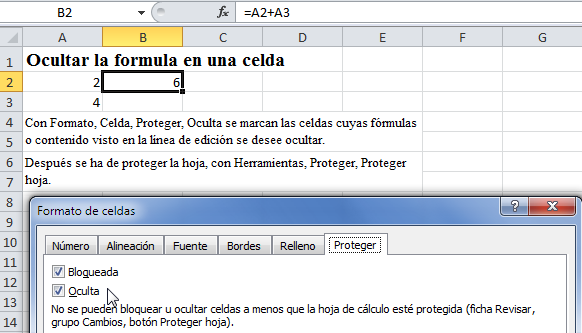 B2 fx =A2+A3
A B C D E F G
1 Ocultar la formula en una celda
2 2 6
3 4
4 Con Formato, Celda, Proteger, Oculta se marcan las celdas cuyas fórmulas
5 o contenido visto en la línea de edición se desee ocultar.
6 Después se ha de proteger la hoja, con Herramientas, Proteger, Proteger
7 hoja.
8
9 Formato de celdas
10 Número Alineación Fuente Bordes Relleno Proteger
11
12 Bloqueada
13 Oculta
14 No se pueden bloquear u ocultar celdas a menos que la hoja de cálculo esté protegida (ficha Revisar,
grupo Cambios, botón Proteger hoja).